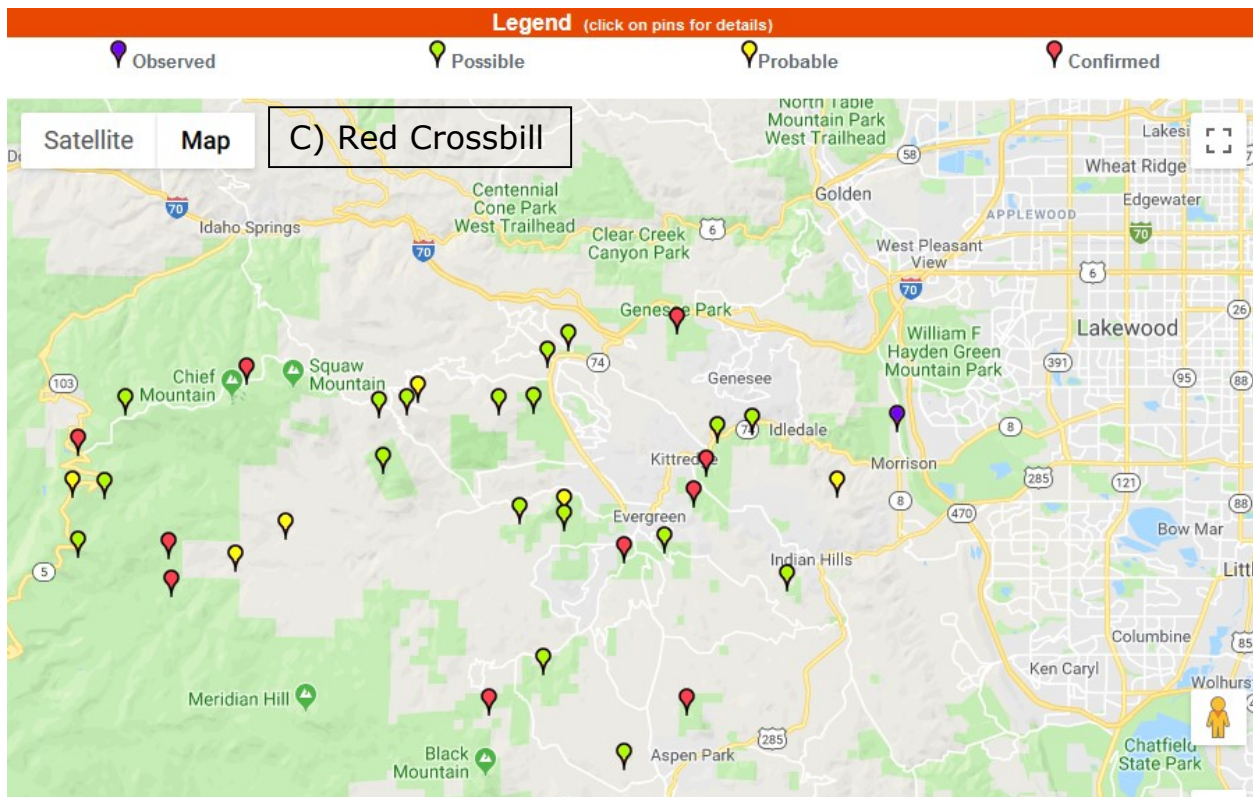 Legend (click on pins for details)
Observed
Possible
Probable
Confirmed
Satellite
Map
C) Red Crossbill
North Table
Mountain Park
West Trailhead
58
Wheat Ridge
Edgewater
Golden
APPLEWOOD
70
Centennial
Cone Park
West Trailhead
70
Idaho Springs
Clear Creek
Canyon Park
6
70
West Pleasant
View
6
70
26
Genesee Park
William F
Hayden Green
Mountain Park
Lakewood
391
95
88
103
Chief
Mountain
Squaw
Mountain
74
Genesee
74
Idledale
8
Kittredge
Morrison
285
121
8
470
88
Evergreen
Bow Mar
5
Indian Hills
Columbine
85
Ken Caryl
Meridian Hill
285
Black
Mountain
Aspen Park
Chatfield
State Park